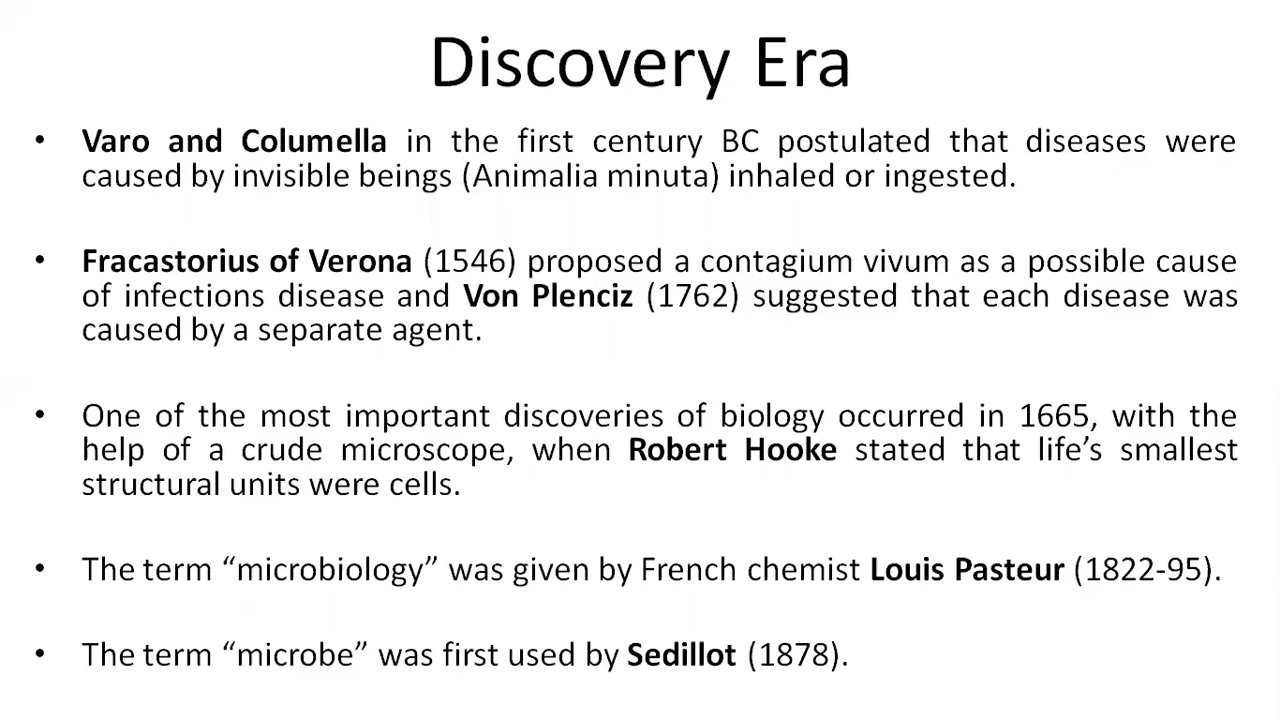 Discovery Era
• Varo and Columella in the first century BC postulated that diseases were
caused by invisible beings (Animalia minuta) inhaled or ingested.
• Fracastorius of Verona (1546) proposed a contagium vivum as a possible cause
of infections disease and Von Plenciz (1762) suggested that each disease was
caused by a separate agent.
• One of the most important discoveries of biology occurred in 1665, with the
help of a crude microscope, when Robert Hooke stated that life’s smallest
structural units were cells.
• The term “microbiology” was given by French chemist Louis Pasteur (1822-95).
• The term “microbe” was first used by Sedillot (1878).